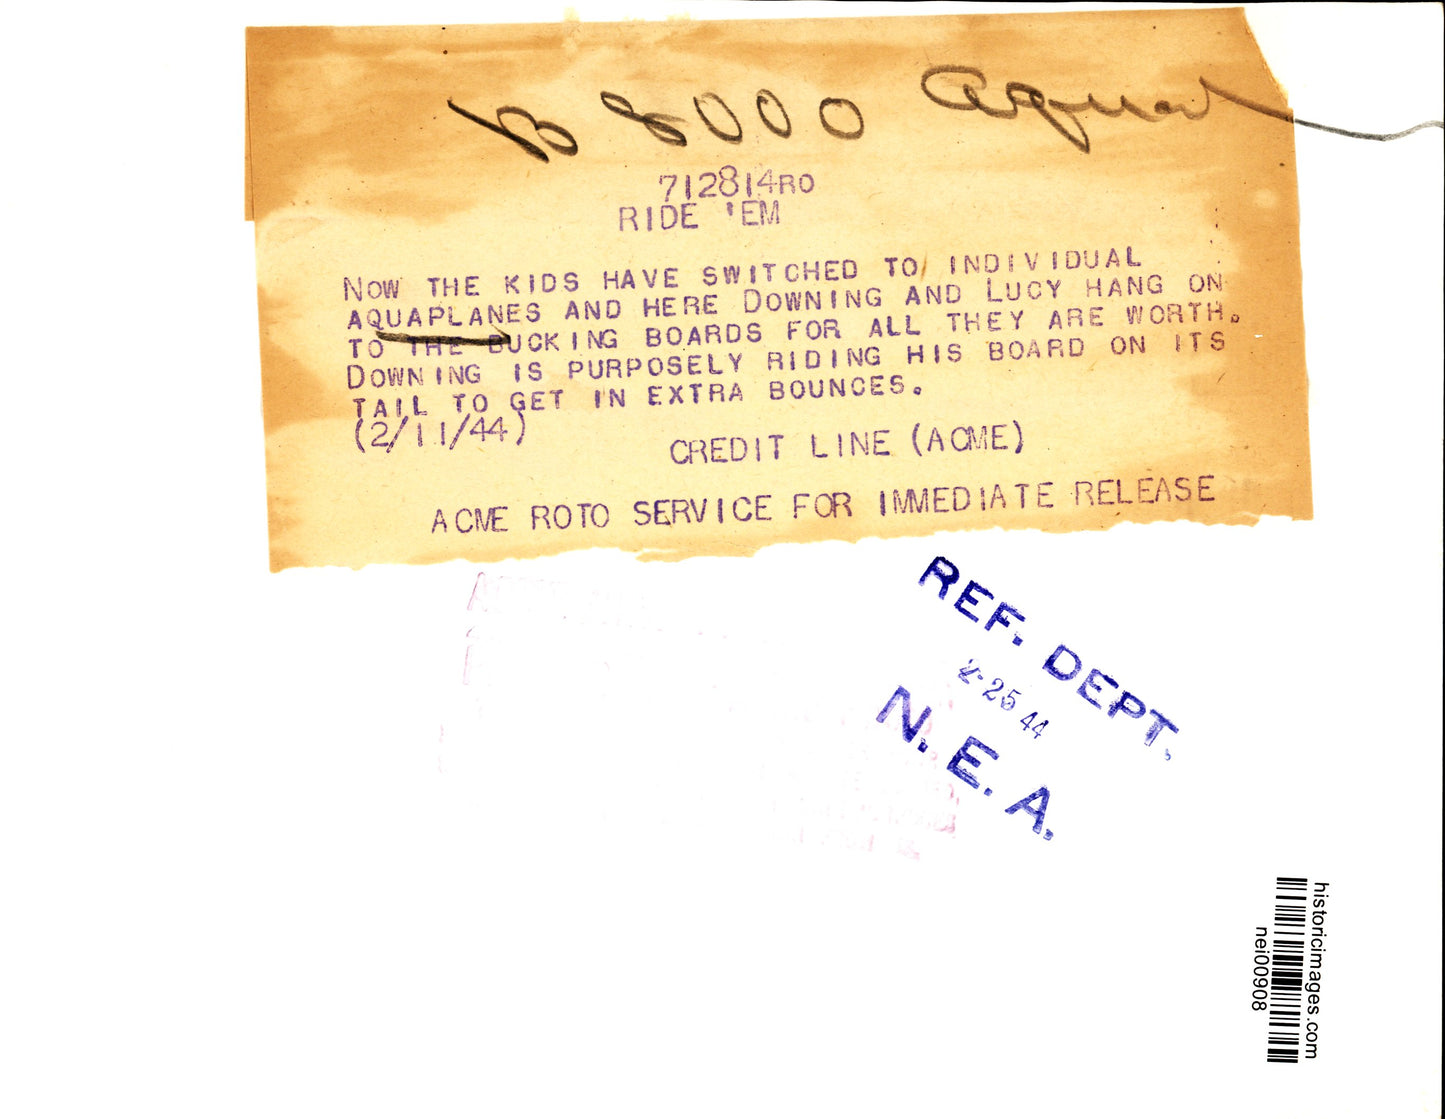 B 8000
712814RO
RIDE 'EM
NOW THE KIDS HAVE SWITCHED TO INDIVIDUAL
AQUAPLANES AND HERE DOWNING AND LUCY HANG ON
TO THE BUCKING BOARDS FOR ALL THEY ARE WORTH.
DOWNING IS PURPOSELY RIDING HIS BOARD ON ITS
TAIL TO GET IN EXTRA BOUNCES.
(2/11/44)
CREDIT LINE (ACME)
ACME ROTO SERVICE FOR IMMEDIATE RELEASE
REF. DEPT.
2-25 44
N. E. A.
historicimages.com
nei00908